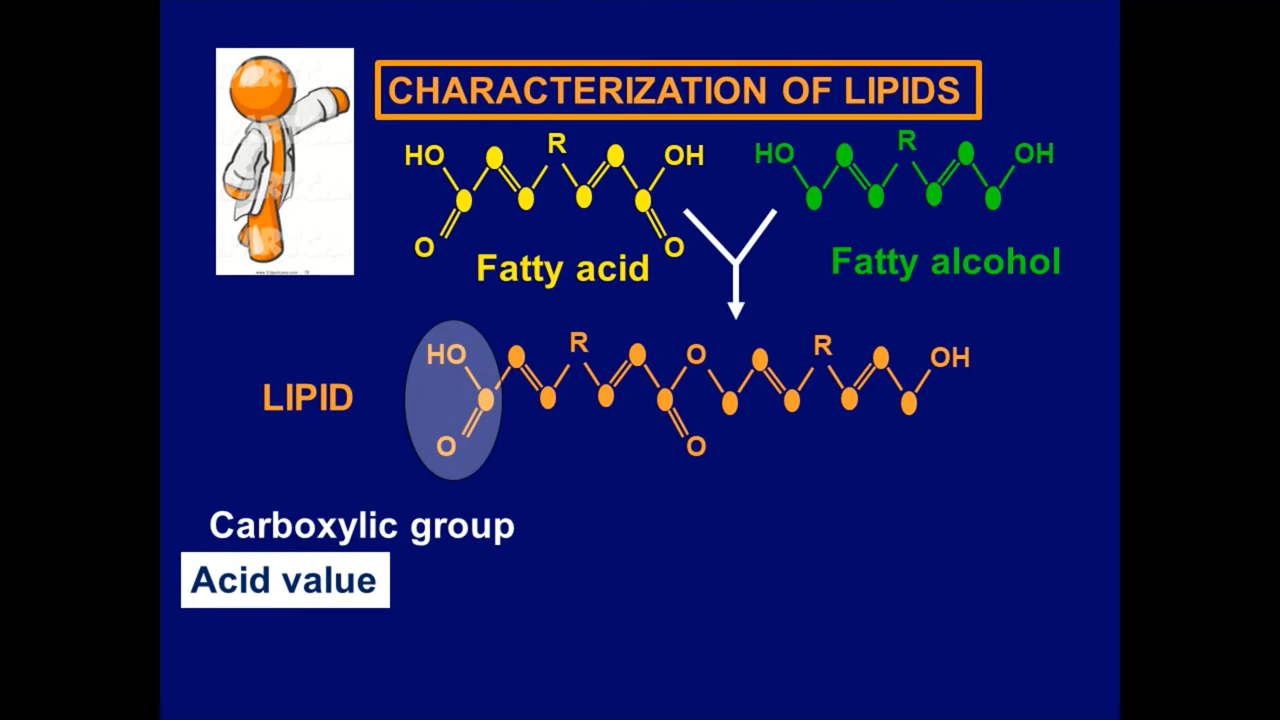 CHARACTERIZATION OF LIPIDS
HO R OH HO R OH
O O
Fatty acid Fatty alcohol
HO R O R OH
LIPID
O O
Carboxylic group
Acid value